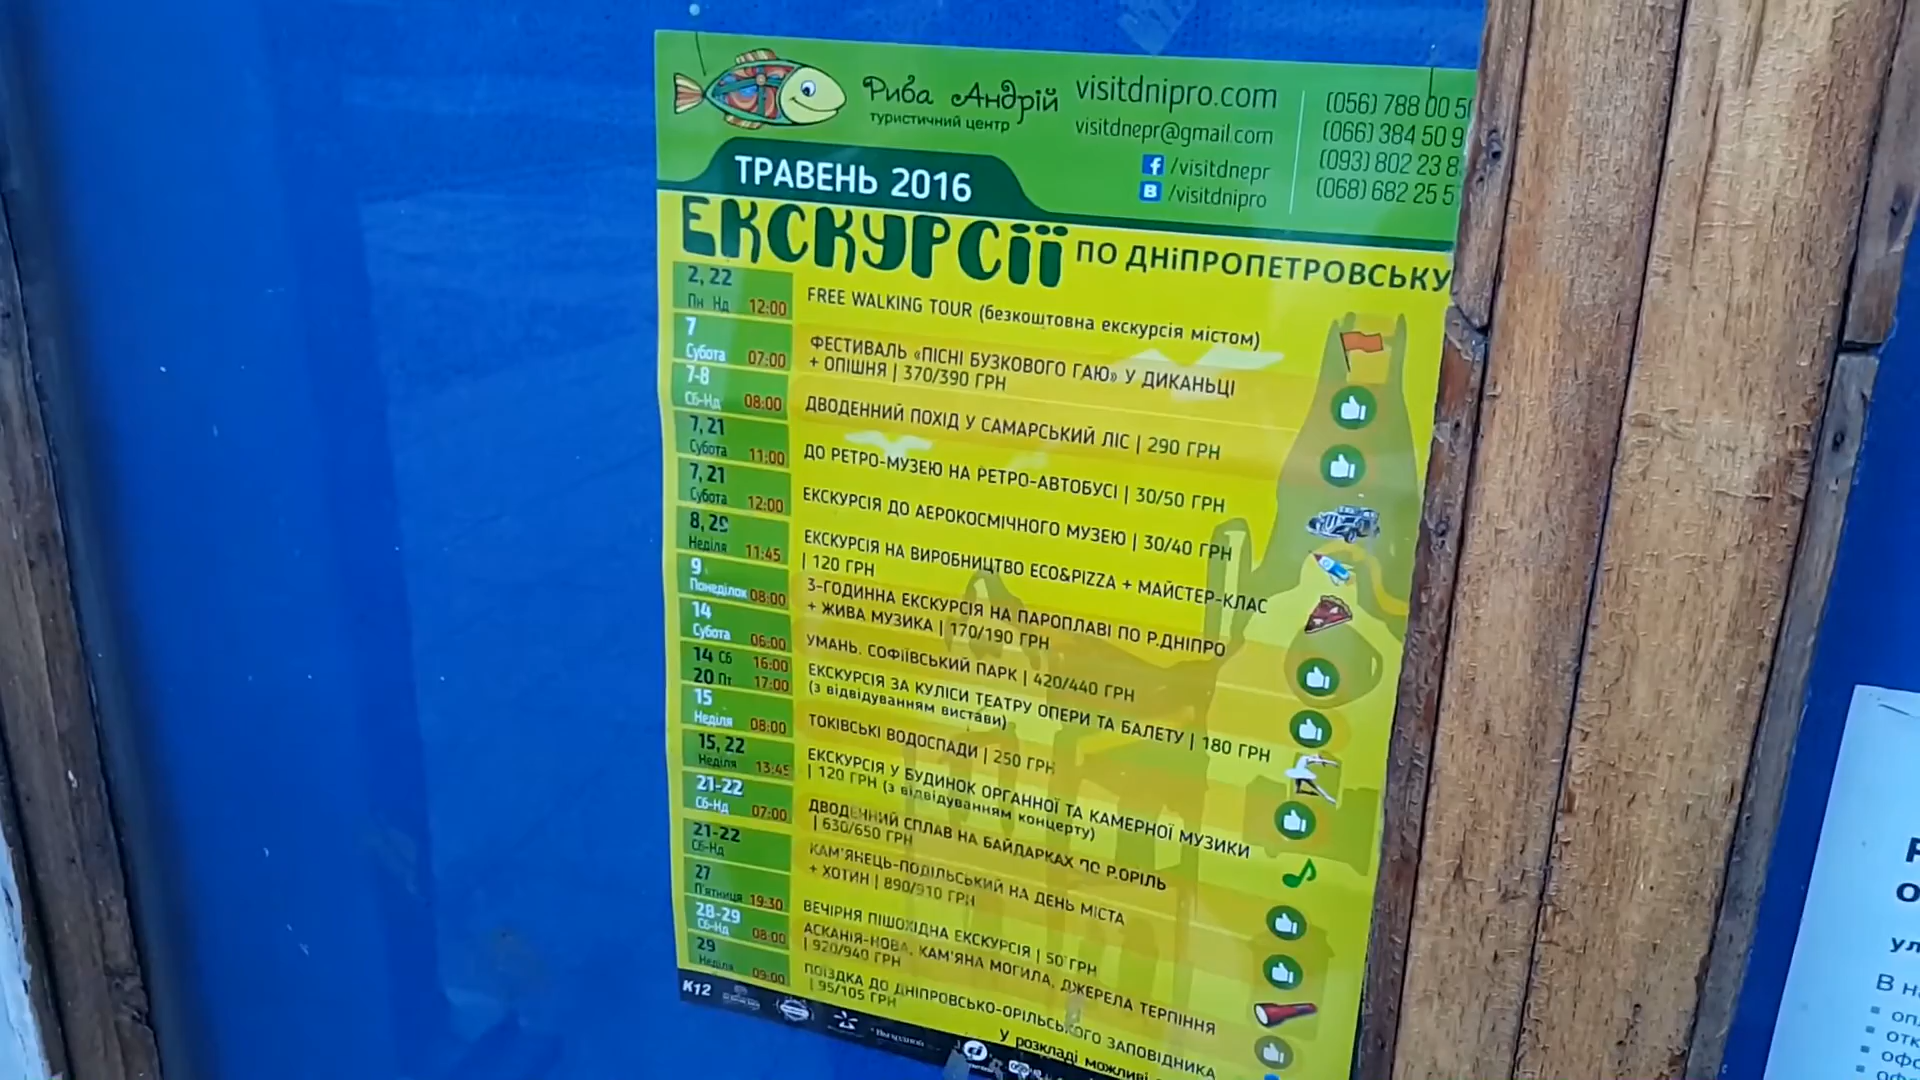 Риба Андрій
туристичний центр
visitdnipro.com
visitdnepr@gmail.com
/visitdnepr
/visitdnipro
(056) 788 00 5
(066) 384 50 9
(093) 802 23 8
(068) 682 25 5
ТРАВЕНЬ 2016
ЕКСКУРСІЇ ПО ДНІПРОПЕТРОВСЬКУ
2, 22
Пн Нд 12:00
FREE WALKING TOUR (безкоштовна екскурсія містом)
7
Субота 07:00
ФЕСТИВАЛЬ «ПІСНІ БУЗКОВОГО ГАЮ» У ДИКАНЬЦІ
+ ОПІШНЯ | 370/390 ГРН
7-8
Сб-Нд 08:00
ДВОДЕННИЙ ПОХІД У САМАРСЬКИЙ ЛІС | 290 ГРН
7, 21
Субота 11:00
ДО РЕТРО-МУЗЕЮ НА РЕТРО-АВТОБУСІ | 30/50 ГРН
7, 21
Субота 12:00
ЕКСКУРСІЯ ДО АЕРОКОСМІЧНОГО МУЗЕЮ | 30/40 ГРН
8, 29
Неділя 11:45
ЕКСКУРСІЯ НА ВИРОБНИЦТВО ECO&PIZZA + МАЙСТЕР-КЛАС
| 120 ГРН
9
Понеділок 08:00
3-ГОДИННА ЕКСКУРСІЯ НА ПАРОПЛАВІ ПО Р.ДНІПРО
+ ЖИВА МУЗИКА | 170/190 ГРН
14
Субота 06:00
УМАНЬ. СОФІЇВСЬКИЙ ПАРК | 420/440 ГРН
14 Сб 16:00
20 Пт 17:00
ЕКСКУРСІЯ ЗА КУЛІСИ ТЕАТРУ ОПЕРИ ТА БАЛЕТУ | 180 ГРН
(з відвідуванням вистави)
15
Неділя 08:00
ТОКІВСЬКІ ВОДОСПАДИ | 250 ГРН
15, 22
Неділя 13:45
ЕКСКУРСІЯ У БУДИНОК ОРГАННОЇ ТА КАМЕРНОЇ МУЗИКИ
| 120 ГРН (з відвідуванням концерту)
21-22
Сб-Нд 07:00
ДВОДЕННИЙ СПЛАВ НА БАЙДАРКАХ ПО Р.ОРІЛЬ
| 630/650 ГРН
21-22
Сб-Нд
КАМ'ЯНЕЦЬ-ПОДІЛЬСЬКИЙ НА ДЕНЬ МІСТА
+ ХОТИН | 890/910 ГРН
27
П'ятниця 19:30
ВЕЧІРНЯ ПІШОХІДНА ЕКСКУРСІЯ | 50 ГРН
28-29
Сб-Нд 08:00
АСКАНІЯ-НОВА, КАМ'ЯНА МОГИЛА, ДЖЕРЕЛА ТЕРПІННЯ
| 920/940 ГРН
29
Неділя 09:00
ПОЇЗДКА ДО ДНІПРОВСЬКО-ОРІЛЬСЬКОГО ЗАПОВІДНИКА
| 95/105 ГРН
У розкладі можливі
К12